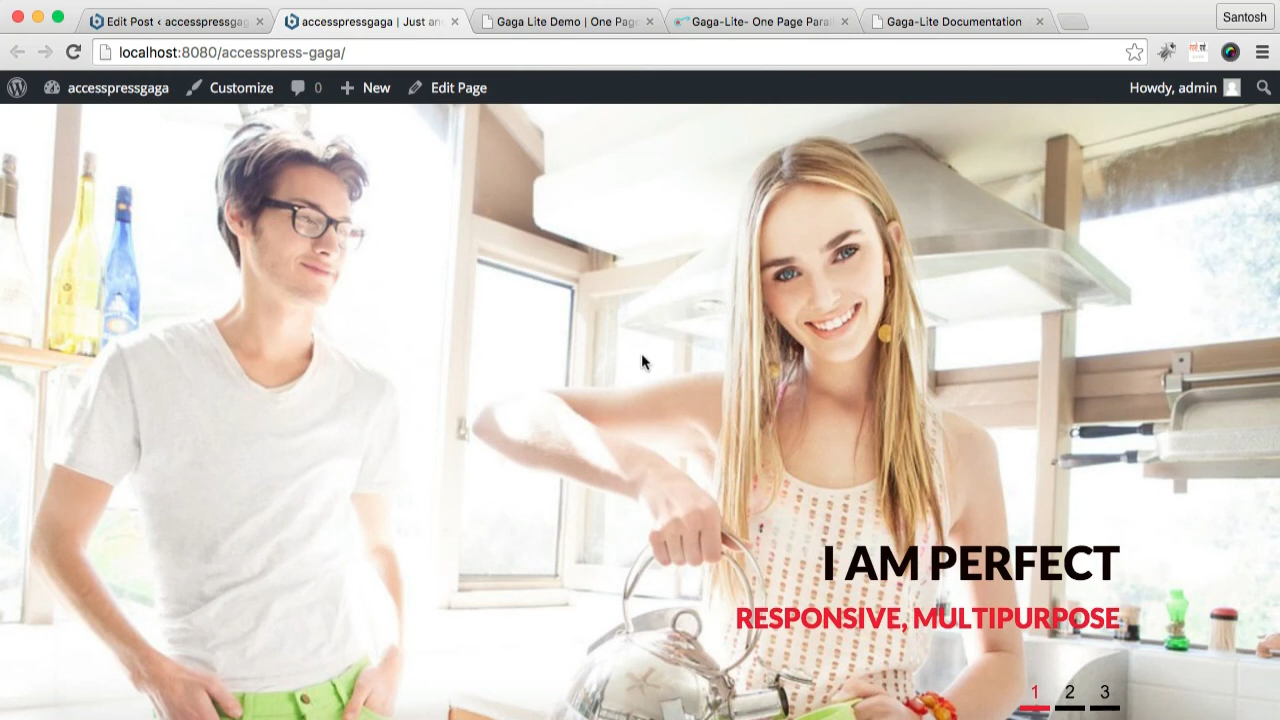 Edit Post ‹ accesspressgag
accesspressgaga | Just an
Gaga Lite Demo | One Page
Gaga-Lite- One Page Paral
Gaga-Lite Documentation
Santosh
localhost:8080/accesspress-gaga/
accesspressgaga
Customize
0
New
Edit Page
Howdy, admin
I AM PERFECT
RESPONSIVE, MULTIPURPOSE
1 2 3